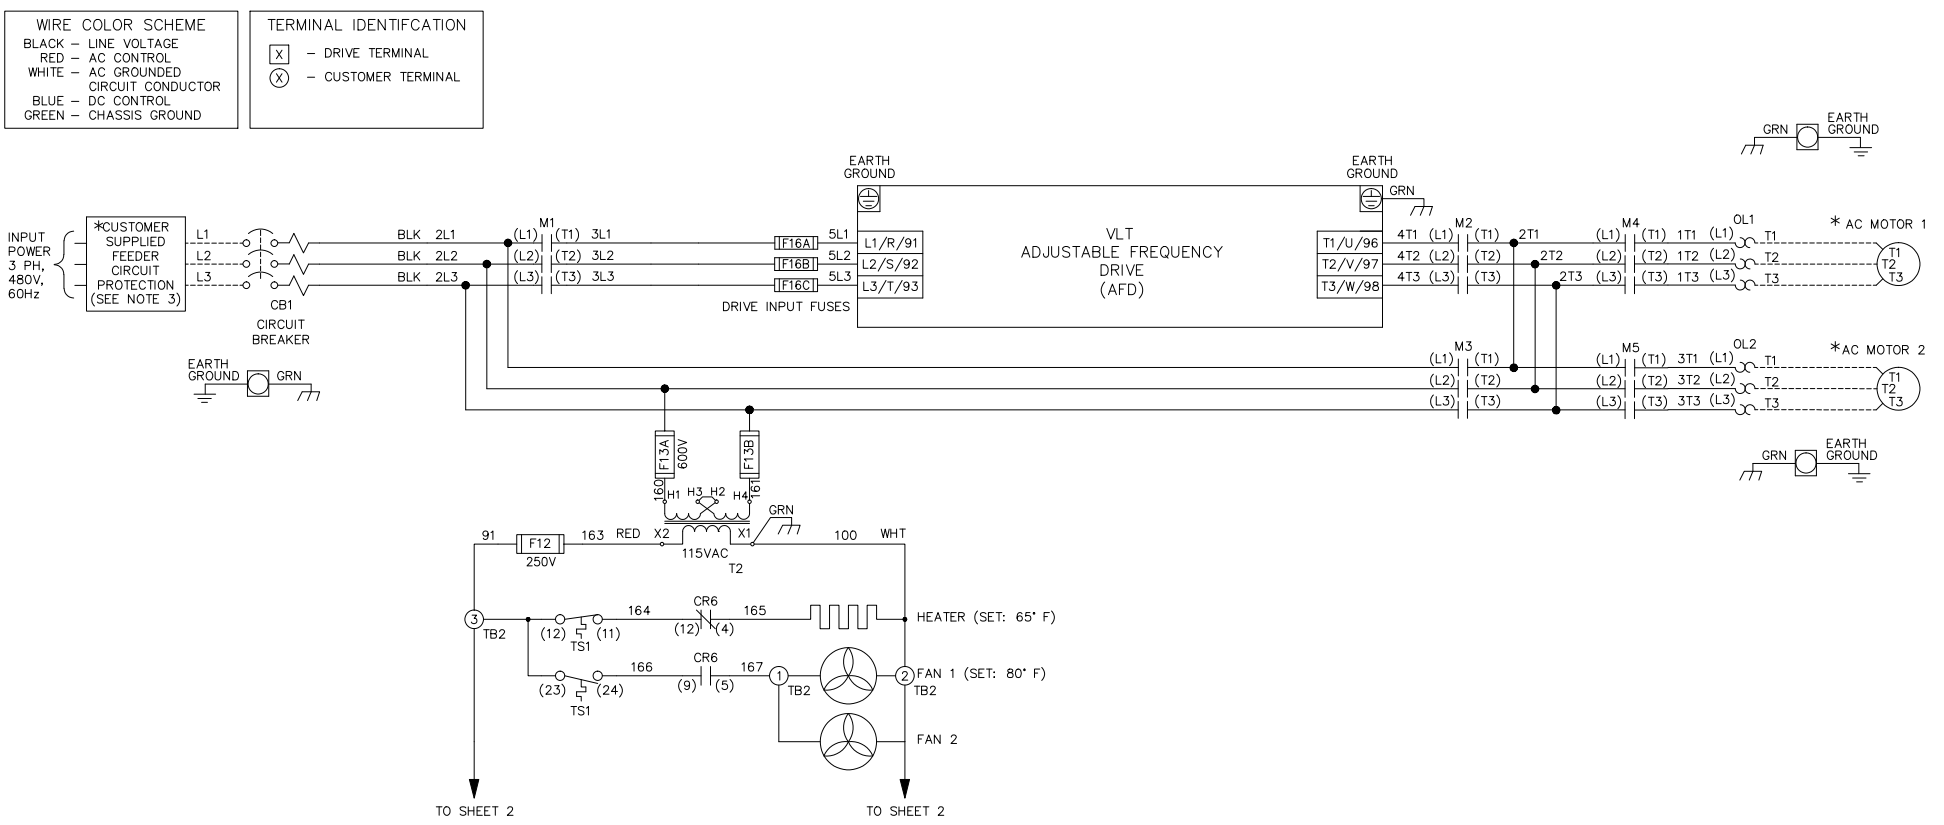 WIRE COLOR SCHEME
BLACK – LINE VOLTAGE
RED – AC CONTROL
WHITE – AC GROUNDED
CIRCUIT CONDUCTOR
BLUE – DC CONTROL
GREEN – CHASSIS GROUND
TERMINAL IDENTIFCATION
X – DRIVE TERMINAL
X – CUSTOMER TERMINAL
GRN
EARTH
GROUND
INPUT
POWER
3 PH,
480V,
60Hz
*CUSTOMER
SUPPLIED
FEEDER
CIRCUIT
PROTECTION
(SEE NOTE 3)
L1
L2
L3
CB1
CIRCUIT
BREAKER
BLK 2L1
BLK 2L2
BLK 2L3
M1
(L1) (T1) 3L1
(L2) (T2) 3L2
(L3) (T3) 3L3
F16A 5L1
F16B 5L2
F16C 5L3
DRIVE INPUT FUSES
EARTH
GROUND
L1/R/91
L2/S/92
L3/T/93
VLT
ADJUSTABLE FREQUENCY
DRIVE
(AFD)
EARTH
GROUND
GRN
T1/U/96
T2/V/97
T3/W/98
4T1 (L1) M2 (T1) 2T1
4T2 (L2) (T2) 2T2
4T3 (L3) (T3) 2T3
M4
(L1) (T1) 1T1 (L1)
(L2) (T2) 1T2 (L2)
(L3) (T3) 1T3 (L3)
OL1
T1
T2
T3
* AC MOTOR 1
T1
T2
T3
EARTH
GROUND
GRN
M3
(L1) (T1)
(L2) (T2)
(L3) (T3)
M5
(L1) (T1) 3T1 (L1)
(L2) (T2) 3T2 (L2)
(L3) (T3) 3T3 (L3)
OL2
T1
T2
T3
*AC MOTOR 2
T1
T2
T3
GRN
EARTH
GROUND
F13A
600V
F13B
160
161
H1 H3 H2 H4
GRN
91 F12 163 RED X2
250V
X1 100 WHT
115VAC
T2
3
TB2
(12) (11)
TS1
164
CR6
(12) (4)
165
HEATER (SET: 65° F)
(23) (24)
TS1
166
CR6
(9) (5)
167
1
TB2
2
TB2
FAN 1 (SET: 80° F)
FAN 2
TO SHEET 2
TO SHEET 2